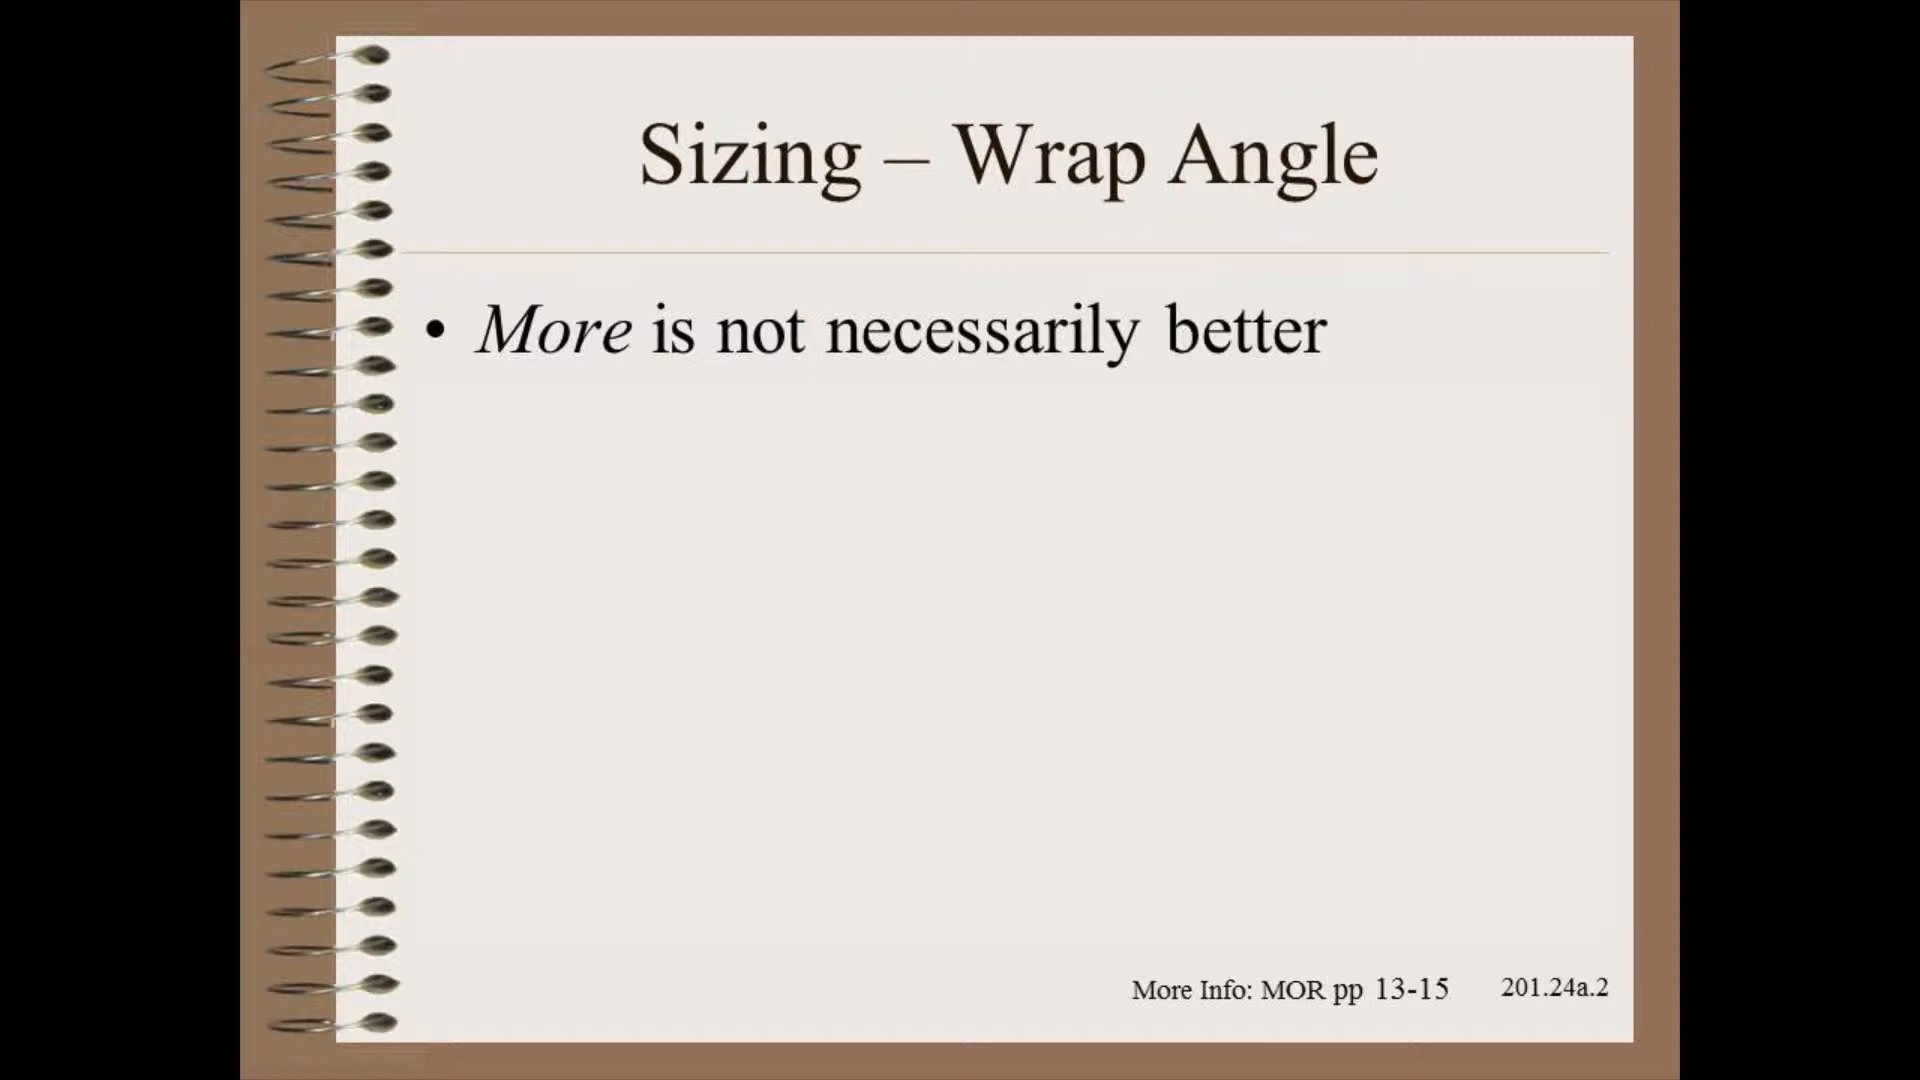 Sizing – Wrap Angle
• More is not necessarily better
More Info: MOR pp 13-15
201.24a.2